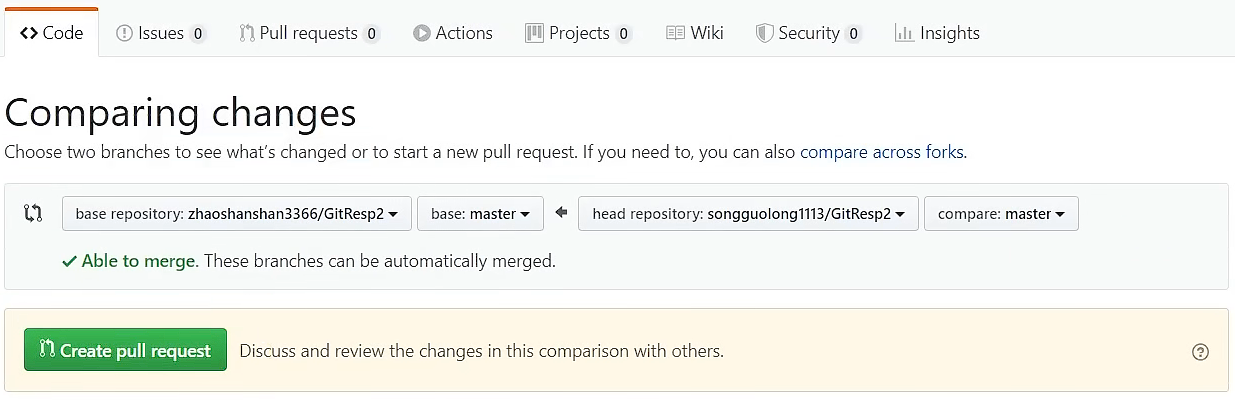 Code Issues 0 Pull requests 0 Actions Projects 0 Wiki Security 0 Insights
Comparing changes
Choose two branches to see what's changed or to start a new pull request. If you need to, you can also compare across forks.
base repository: zhaoshanshan3366/GitResp2 base: master head repository: songguolong1113/GitResp2 compare: master
Able to merge. These branches can be automatically merged.
Create pull request Discuss and review the changes in this comparison with others.